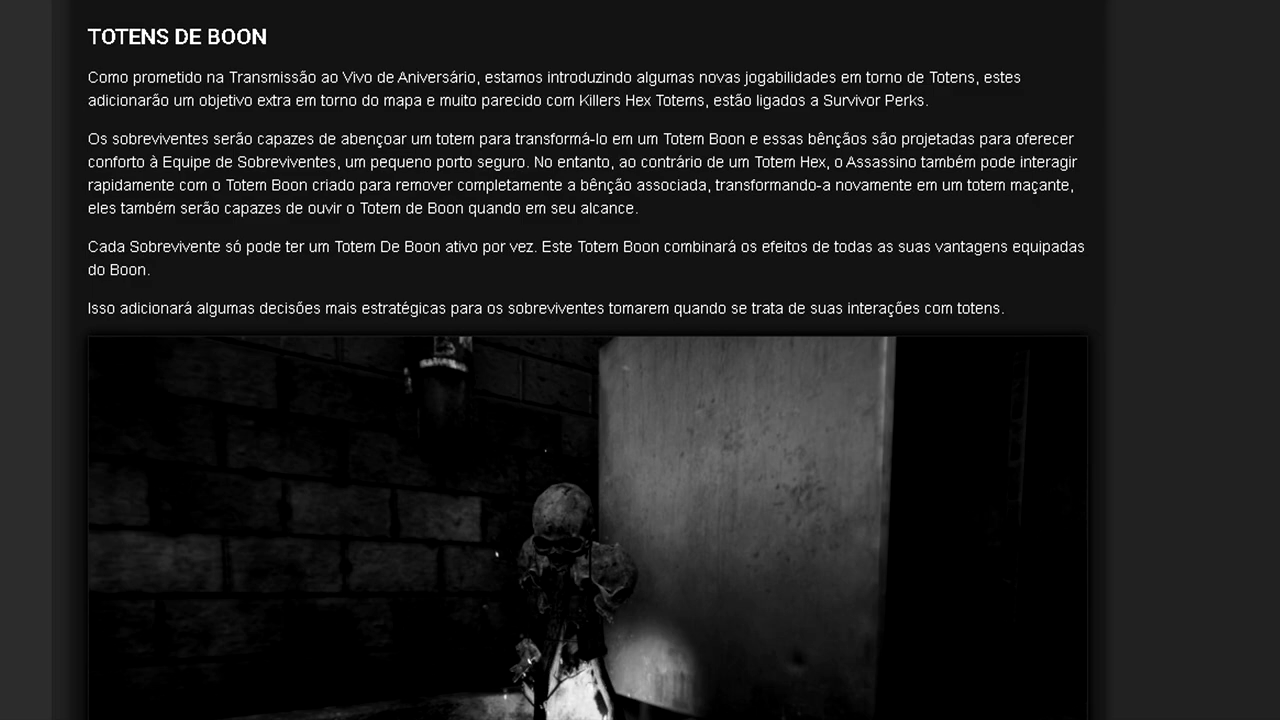 TOTENS DE BOON
Como prometido na Transmissão ao Vivo de Aniversário, estamos introduzindo algumas novas jogabilidades em torno de Totens, estes
adicionarão um objetivo extra em torno do mapa e muito parecido com Killers Hex Totems, estão ligados a Survivor Perks.
Os sobreviventes serão capazes de abençoar um totem para transformá-lo em um Totem Boon e essas bênçãos são projetadas para oferecer
conforto à Equipe de Sobreviventes, um pequeno porto seguro. No entanto, ao contrário de um Totem Hex, o Assassino também pode interagir
rapidamente com o Totem Boon criado para remover completamente a bênção associada, transformando-a novamente em um totem maçante,
eles também serão capazes de ouvir o Totem de Boon quando em seu alcance.
Cada Sobrevivente só pode ter um Totem De Boon ativo por vez. Este Totem Boon combinará os efeitos de todas as suas vantagens equipadas
do Boon.
Isso adicionará algumas decisões mais estratégicas para os sobreviventes tomarem quando se trata de suas interações com totens.